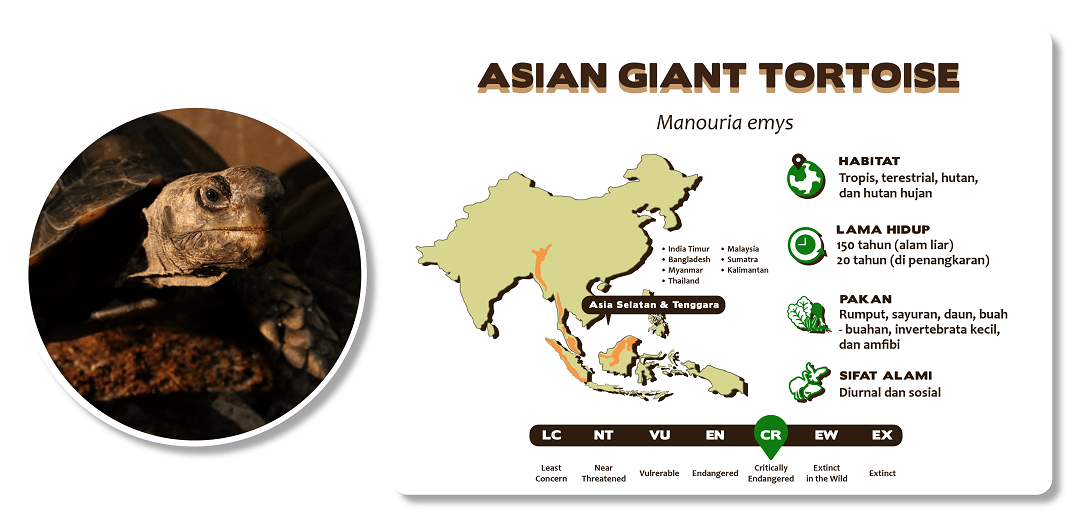 ASIAN GIANT TORTOISE
Manouria emys
HABITAT
Tropis, terestrial, hutan,
dan hutan hujan
LAMA HIDUP
150 tahun (alam liar)
20 tahun (di penangkaran)
PAKAN
Rumput, sayuran, daun, buah
- buahan, invertebrata kecil,
dan amfibi
SIFAT ALAMI
Diurnal dan sosial
• India Timur
• Bangladesh
• Myanmar
• Thailand
• Malaysia
• Sumatra
• Kalimantan
Asia Selatan & Tenggara
LC NT VU EN CR EW EX
Least
Concern
Near
Threatened
Vulrerable
Endangered
Critically
Endangered
Extinct
in the Wild
Extinct